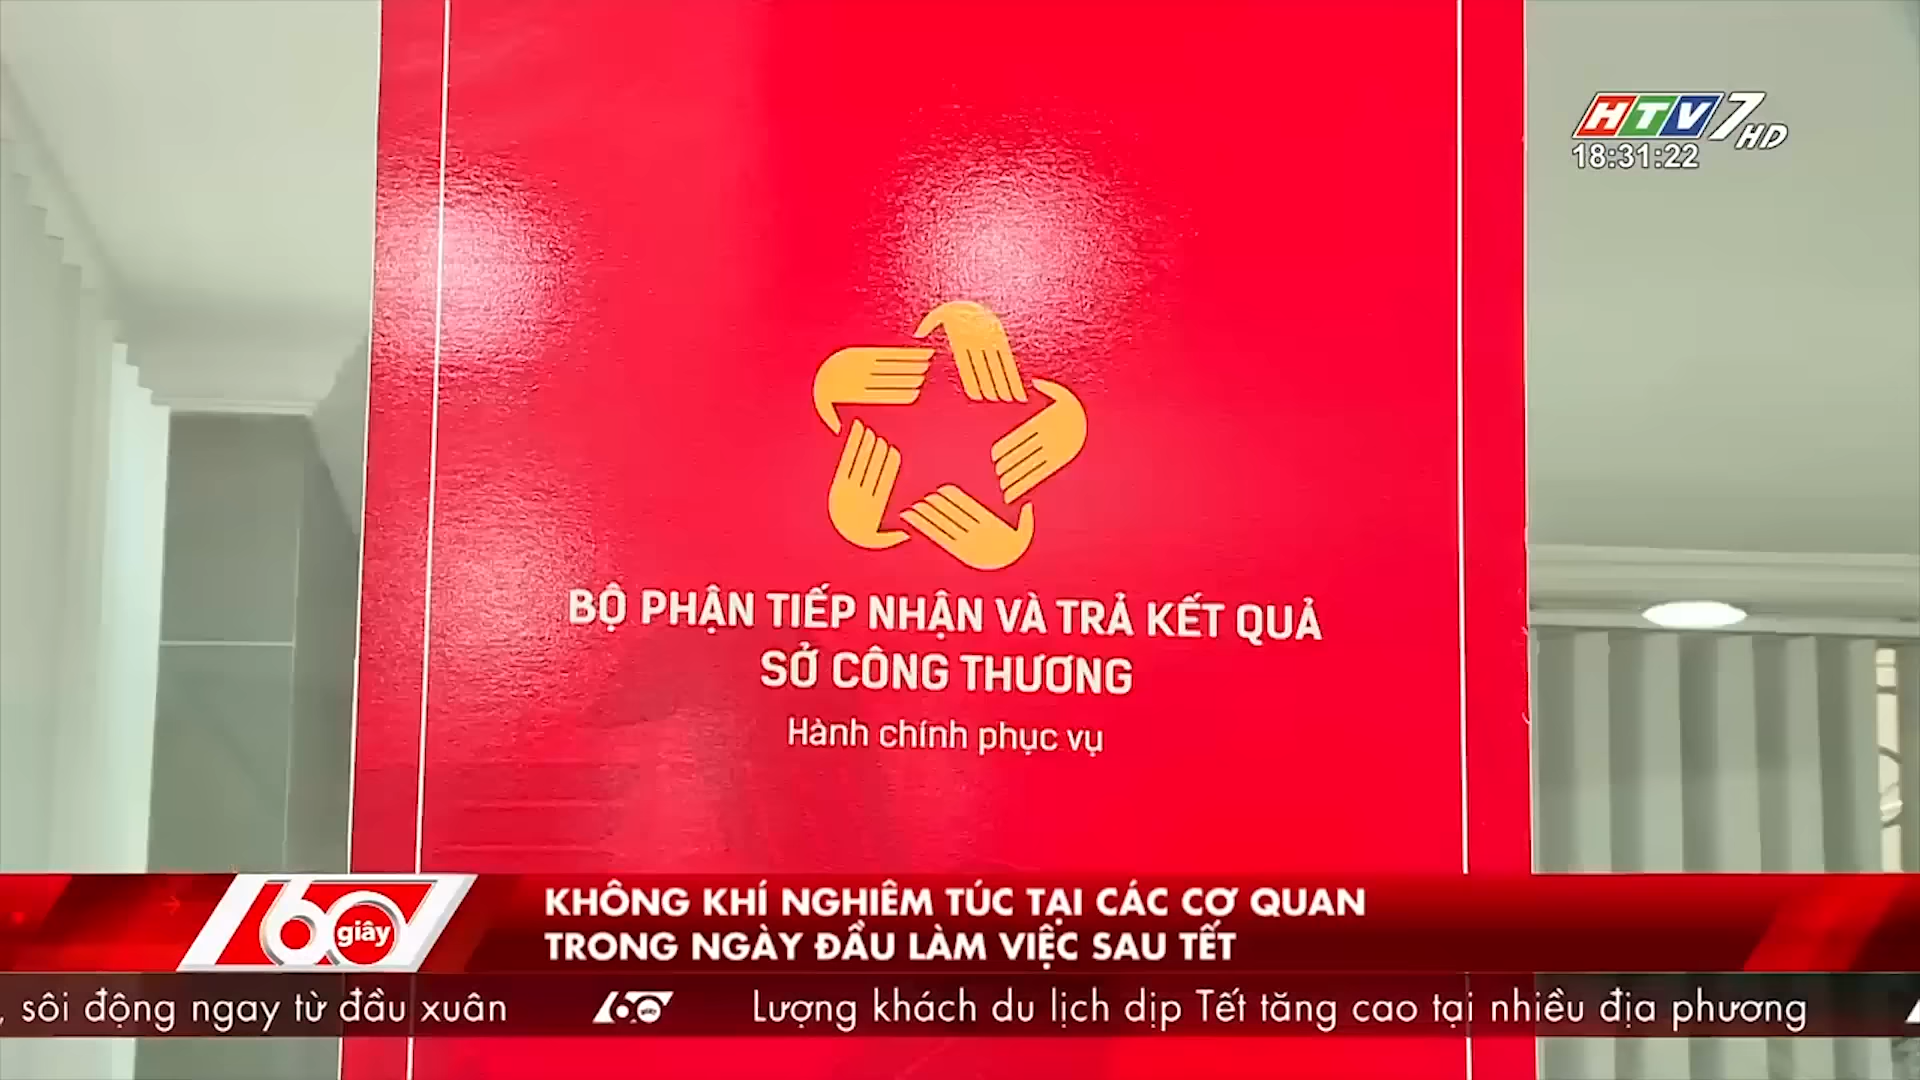 HTV7 HD
18:31:22
BỘ PHẬN TIẾP NHẬN VÀ TRẢ KẾT QUẢ
SỞ CÔNG THƯƠNG
Hành chính phục vụ
60 giây
KHÔNG KHÍ NGHIÊM TÚC TẠI CÁC CƠ QUAN
TRONG NGÀY ĐẦU LÀM VIỆC SAU TẾT
, sôi động ngay từ đầu xuân 60 giây Lượng khách du lịch dịp Tết tăng cao tại nhiều địa phương